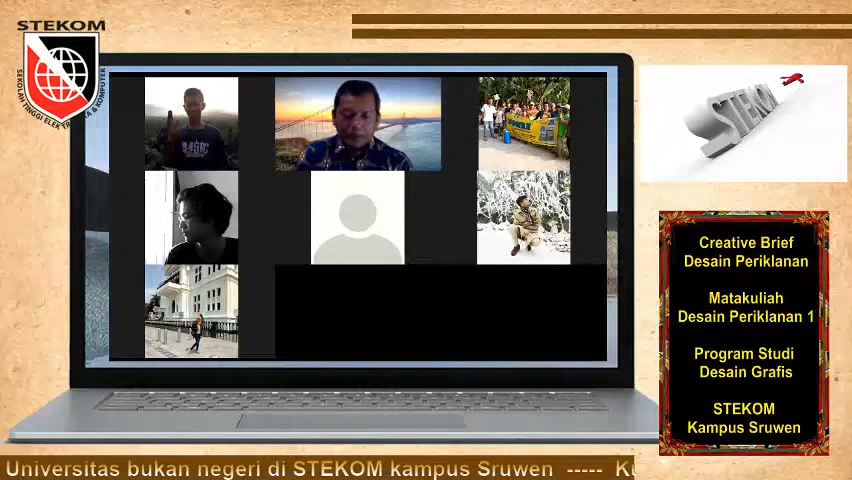 STEKOM
SEKOLAH TINGGI ELEKTRONIKA & KOMPUTER
STEKOM
Creative Brief
Desain Periklanan
Matakuliah
Desain Periklanan 1
Program Studi
Desain Grafis
STEKOM
Kampus Sruwen
Universitas bukan negeri di STEKOM kampus Sruwen ----- Ku